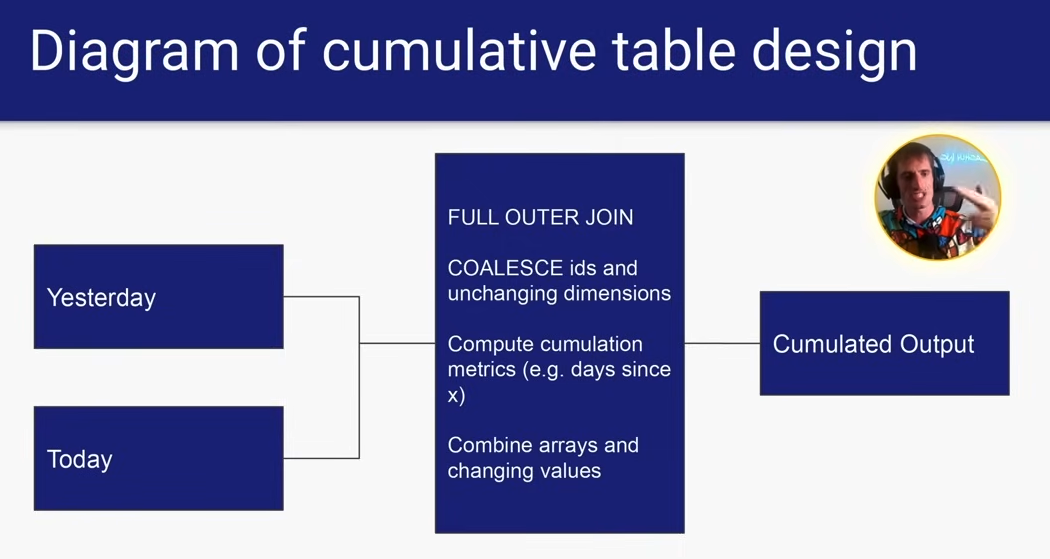 Diagram of cumulative table design
Yesterday
Today
FULL OUTER JOIN
COALESCE ids and
unchanging dimensions
Compute cumulation
metrics (e.g. days since
x)
Combine arrays and
changing values
Cumulated Output